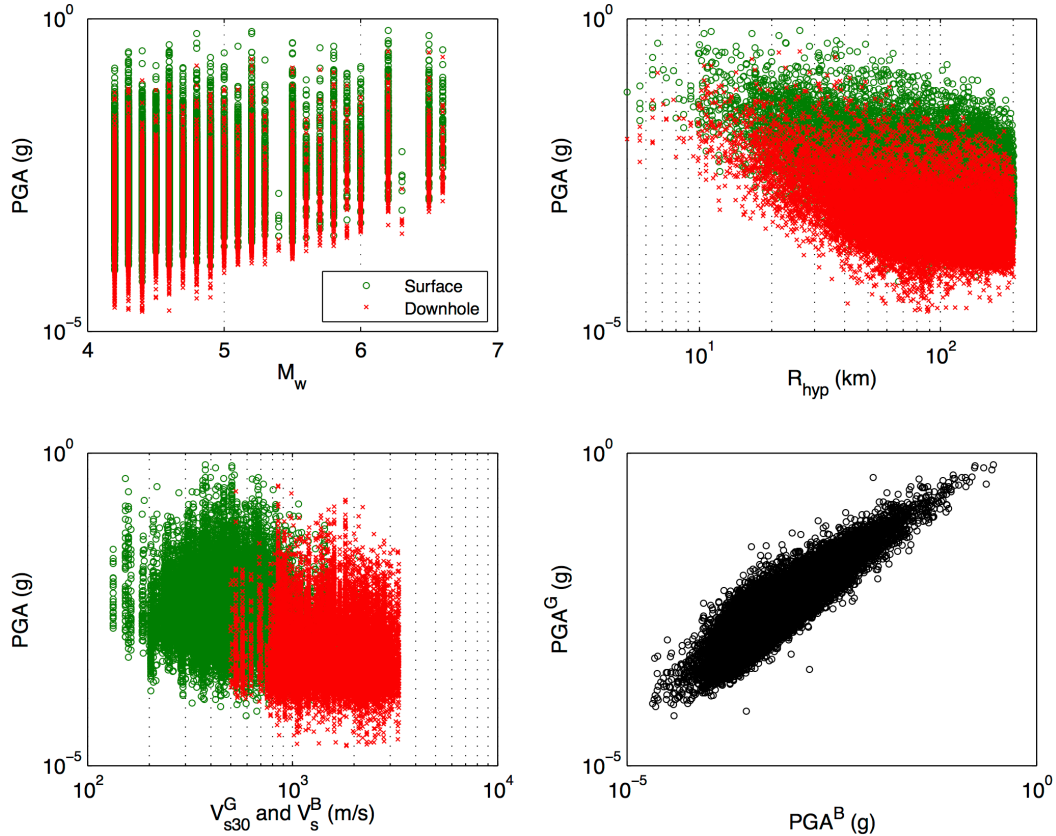 10^0
PGA (g)
10^-5
4 5 6 7
M_w
Surface
Downhole
10^0
PGA (g)
10^-5
10^1 10^2
R_hyp (km)
10^0
PGA (g)
10^-5
10^2 10^3 10^4
V_s30^G and V_s^B (m/s)
10^0
PGA^G (g)
10^-5
10^-5 10^0
PGA^B (g)